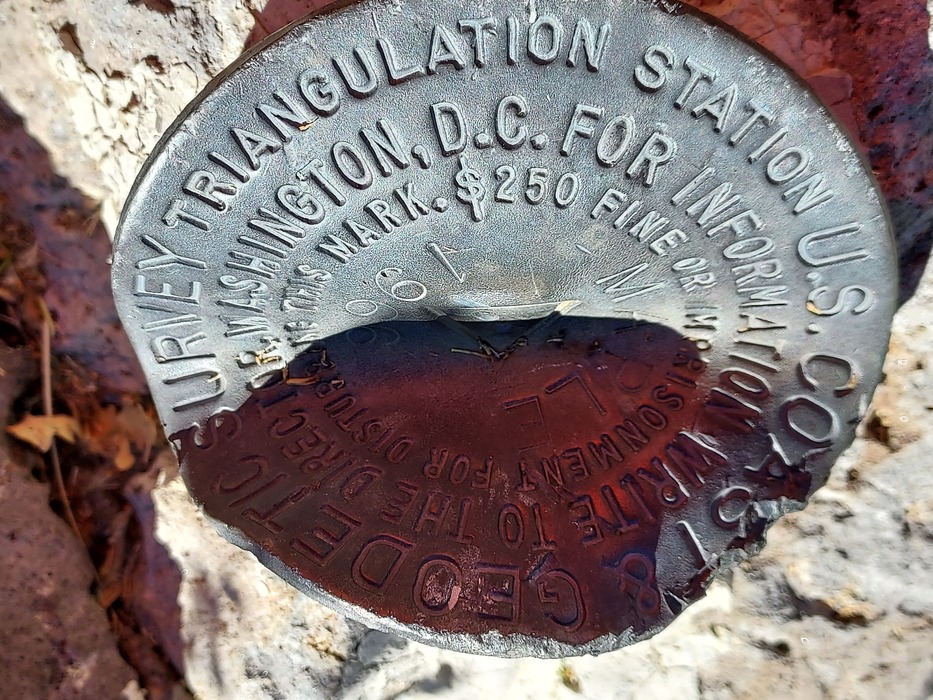 U.S. COAST & GEODETIC SURVEY TRIANGULATION STATION
FOR INFORMATION WRITE TO THE DIRECTOR, WASHINGTON, D.C.
$250 FINE OR IMPRISONMENT FOR DISTURBING THIS MARK.